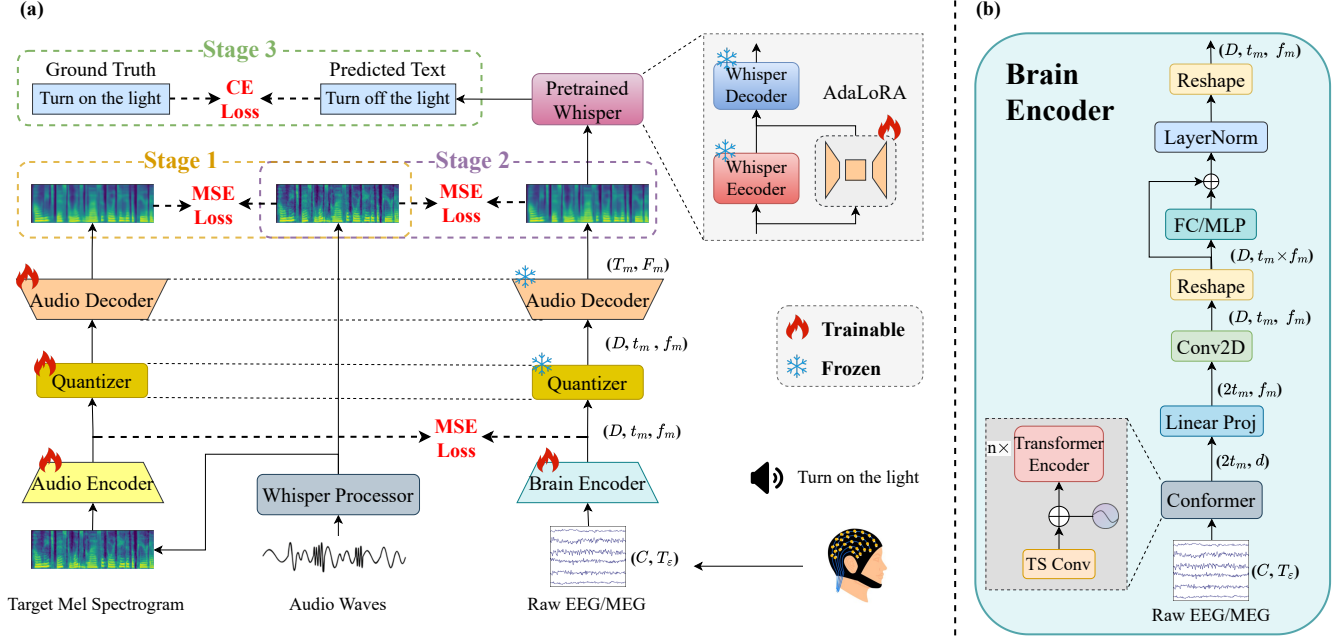 (a)
Stage 3
Ground Truth
Turn on the light
CE
Loss
Predicted Text
Turn off the light
Pretrained
Whisper
Whisper
Decoder
AdaLoRA
Whisper
Eecoder
Stage 1
Stage 2
MSE
Loss
MSE
Loss
(T_m, F_m)
Audio Decoder
Audio Decoder
(D, t_m, f_m)
Quantizer
Quantizer
Trainable
Frozen
MSE
Loss
(D, t_m, f_m)
Audio Encoder
Whisper Processor
Brain Encoder
Turn on the light
(C, T_ε)
Target Mel Spectrogram
Audio Waves
Raw EEG/MEG
(b)
Brain
Encoder
(D, t_m, f_m)
Reshape
LayerNorm
FC/MLP
(D, t_m×f_m)
Reshape
(D, t_m, f_m)
Conv2D
(2t_m, f_m)
Linear Proj
(2t_m, d)
Conformer
n×
Transformer
Encoder
TS Conv
(C, T_ε)
Raw EEG/MEG